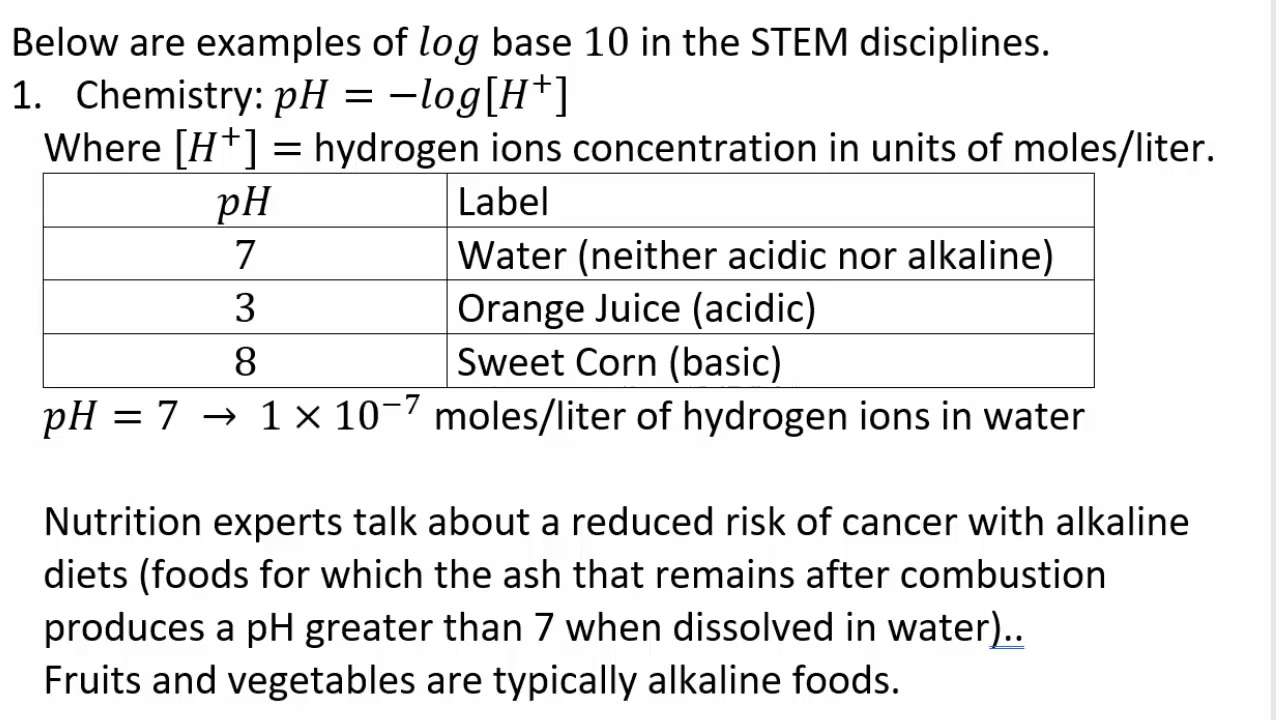 Below are examples of log base 10 in the STEM disciplines.
1. Chemistry: pH = −log[H⁺]
Where [H⁺] = hydrogen ions concentration in units of moles/liter.
pH Label
7 Water (neither acidic nor alkaline)
3 Orange Juice (acidic)
8 Sweet Corn (basic)
pH = 7 → 1 × 10⁻⁷ moles/liter of hydrogen ions in water
Nutrition experts talk about a reduced risk of cancer with alkaline
diets (foods for which the ash that remains after combustion
produces a pH greater than 7 when dissolved in water)..
Fruits and vegetables are typically alkaline foods.